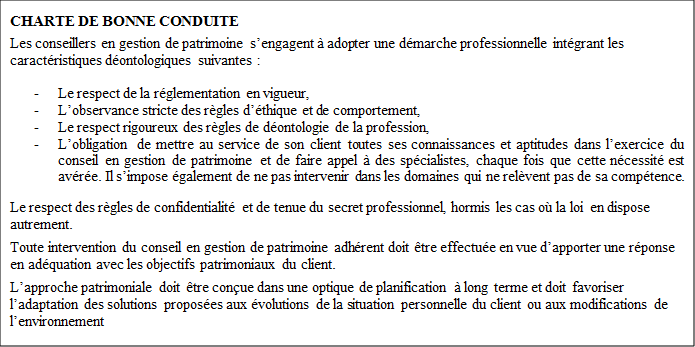 CHARTE DE BONNE CONDUITE
Les conseillers en gestion de patrimoine s’engagent à adopter une démarche professionnelle intégrant les
caractéristiques déontologiques suivantes :
- Le respect de la réglementation en vigueur,
- L’observance stricte des règles d’éthique et de comportement,
- Le respect rigoureux des règles de déontologie de la profession,
- L’obligation de mettre au service de son client toutes ses connaissances et aptitudes dans l’exercice du
conseil en gestion de patrimoine et de faire appel à des spécialistes, chaque fois que cette nécessité est
avérée. Il s’impose également de ne pas intervenir dans les domaines qui ne relèvent pas de sa compétence.
Le respect des règles de confidentialité et de tenue du secret professionnel, hormis les cas où la loi en dispose
autrement.
Toute intervention du conseil en gestion de patrimoine adhérent doit être effectuée en vue d’apporter une réponse
en adéquation avec les objectifs patrimoniaux du client.
L’approche patrimoniale doit être conçue dans une optique de planification à long terme et doit favoriser
l’adaptation des solutions proposées aux évolutions de la situation personnelle du client ou aux modifications de
l’environnement